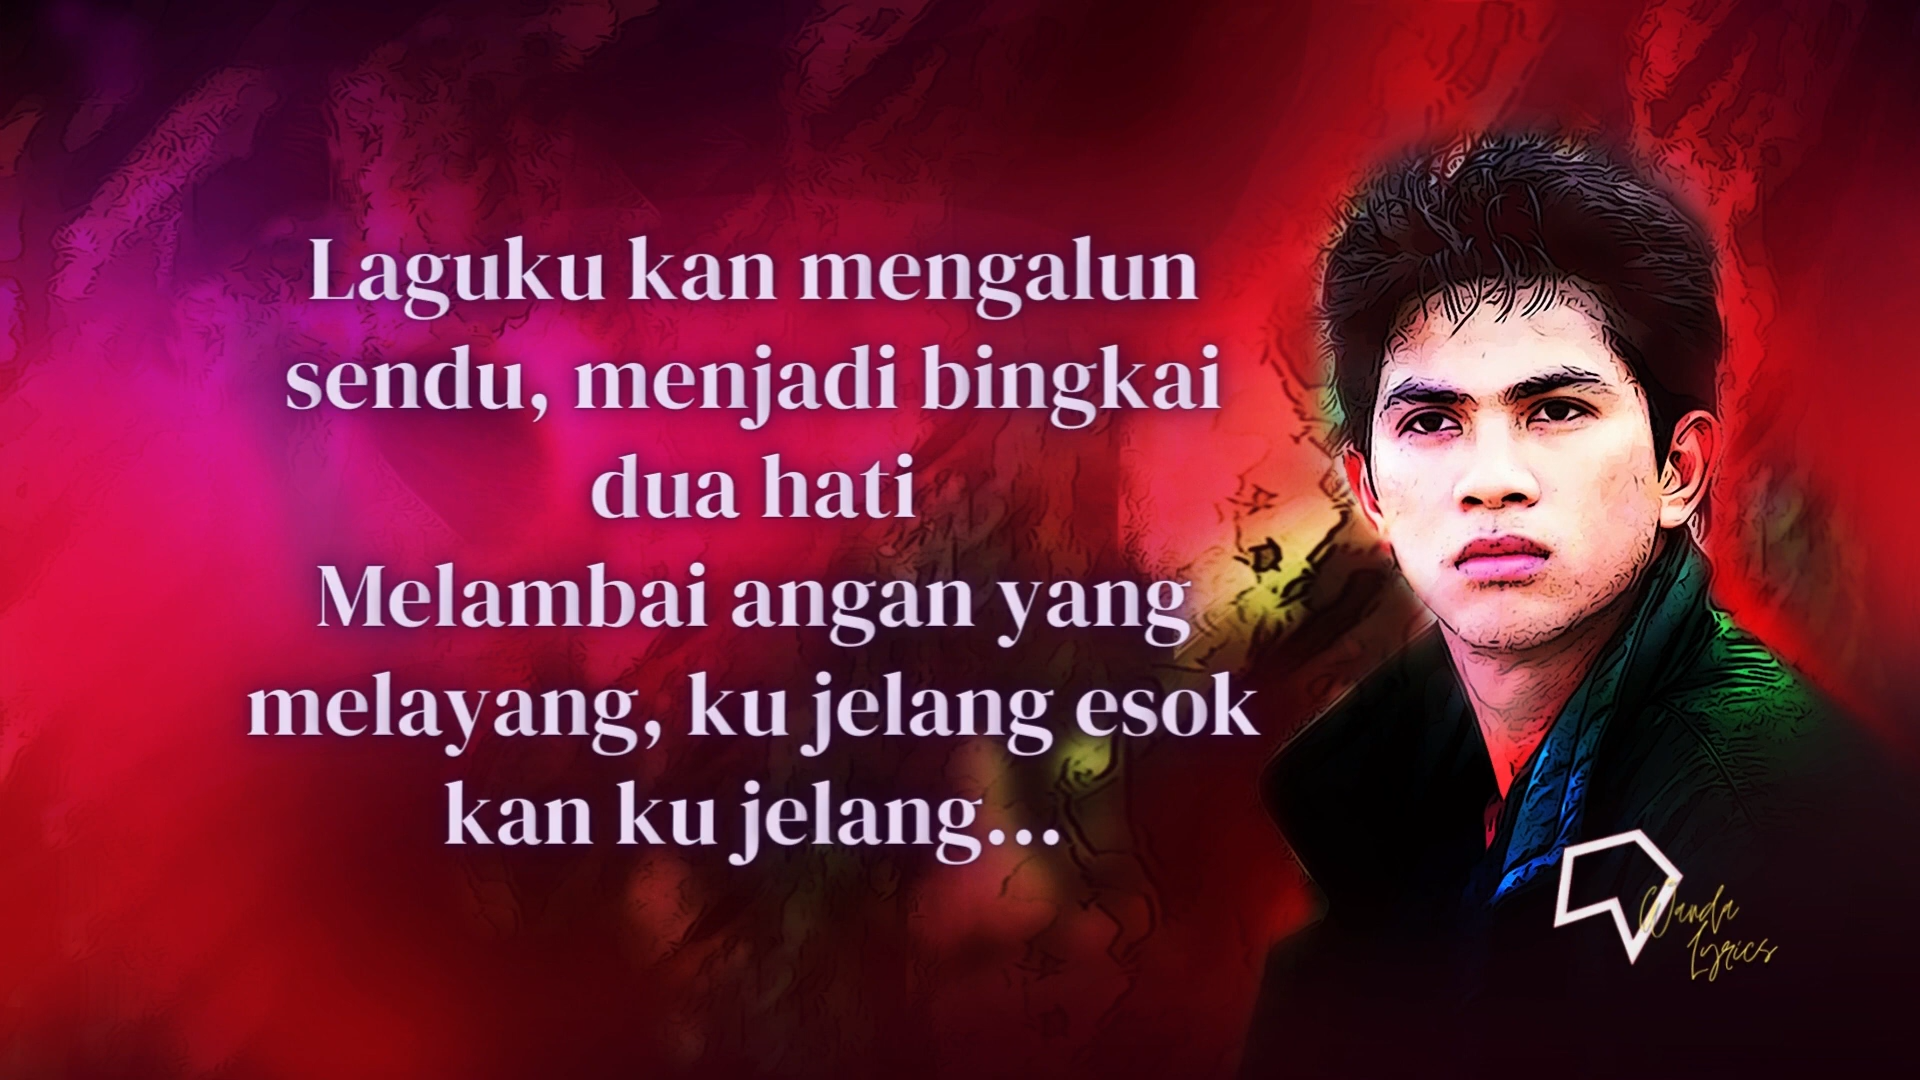 Laguku kan mengalun
sendu, menjadi bingkai
dua hati
Melambai angan yang
melayang, ku jelang esok
kan ku jelang...
Wanda
Lyrics